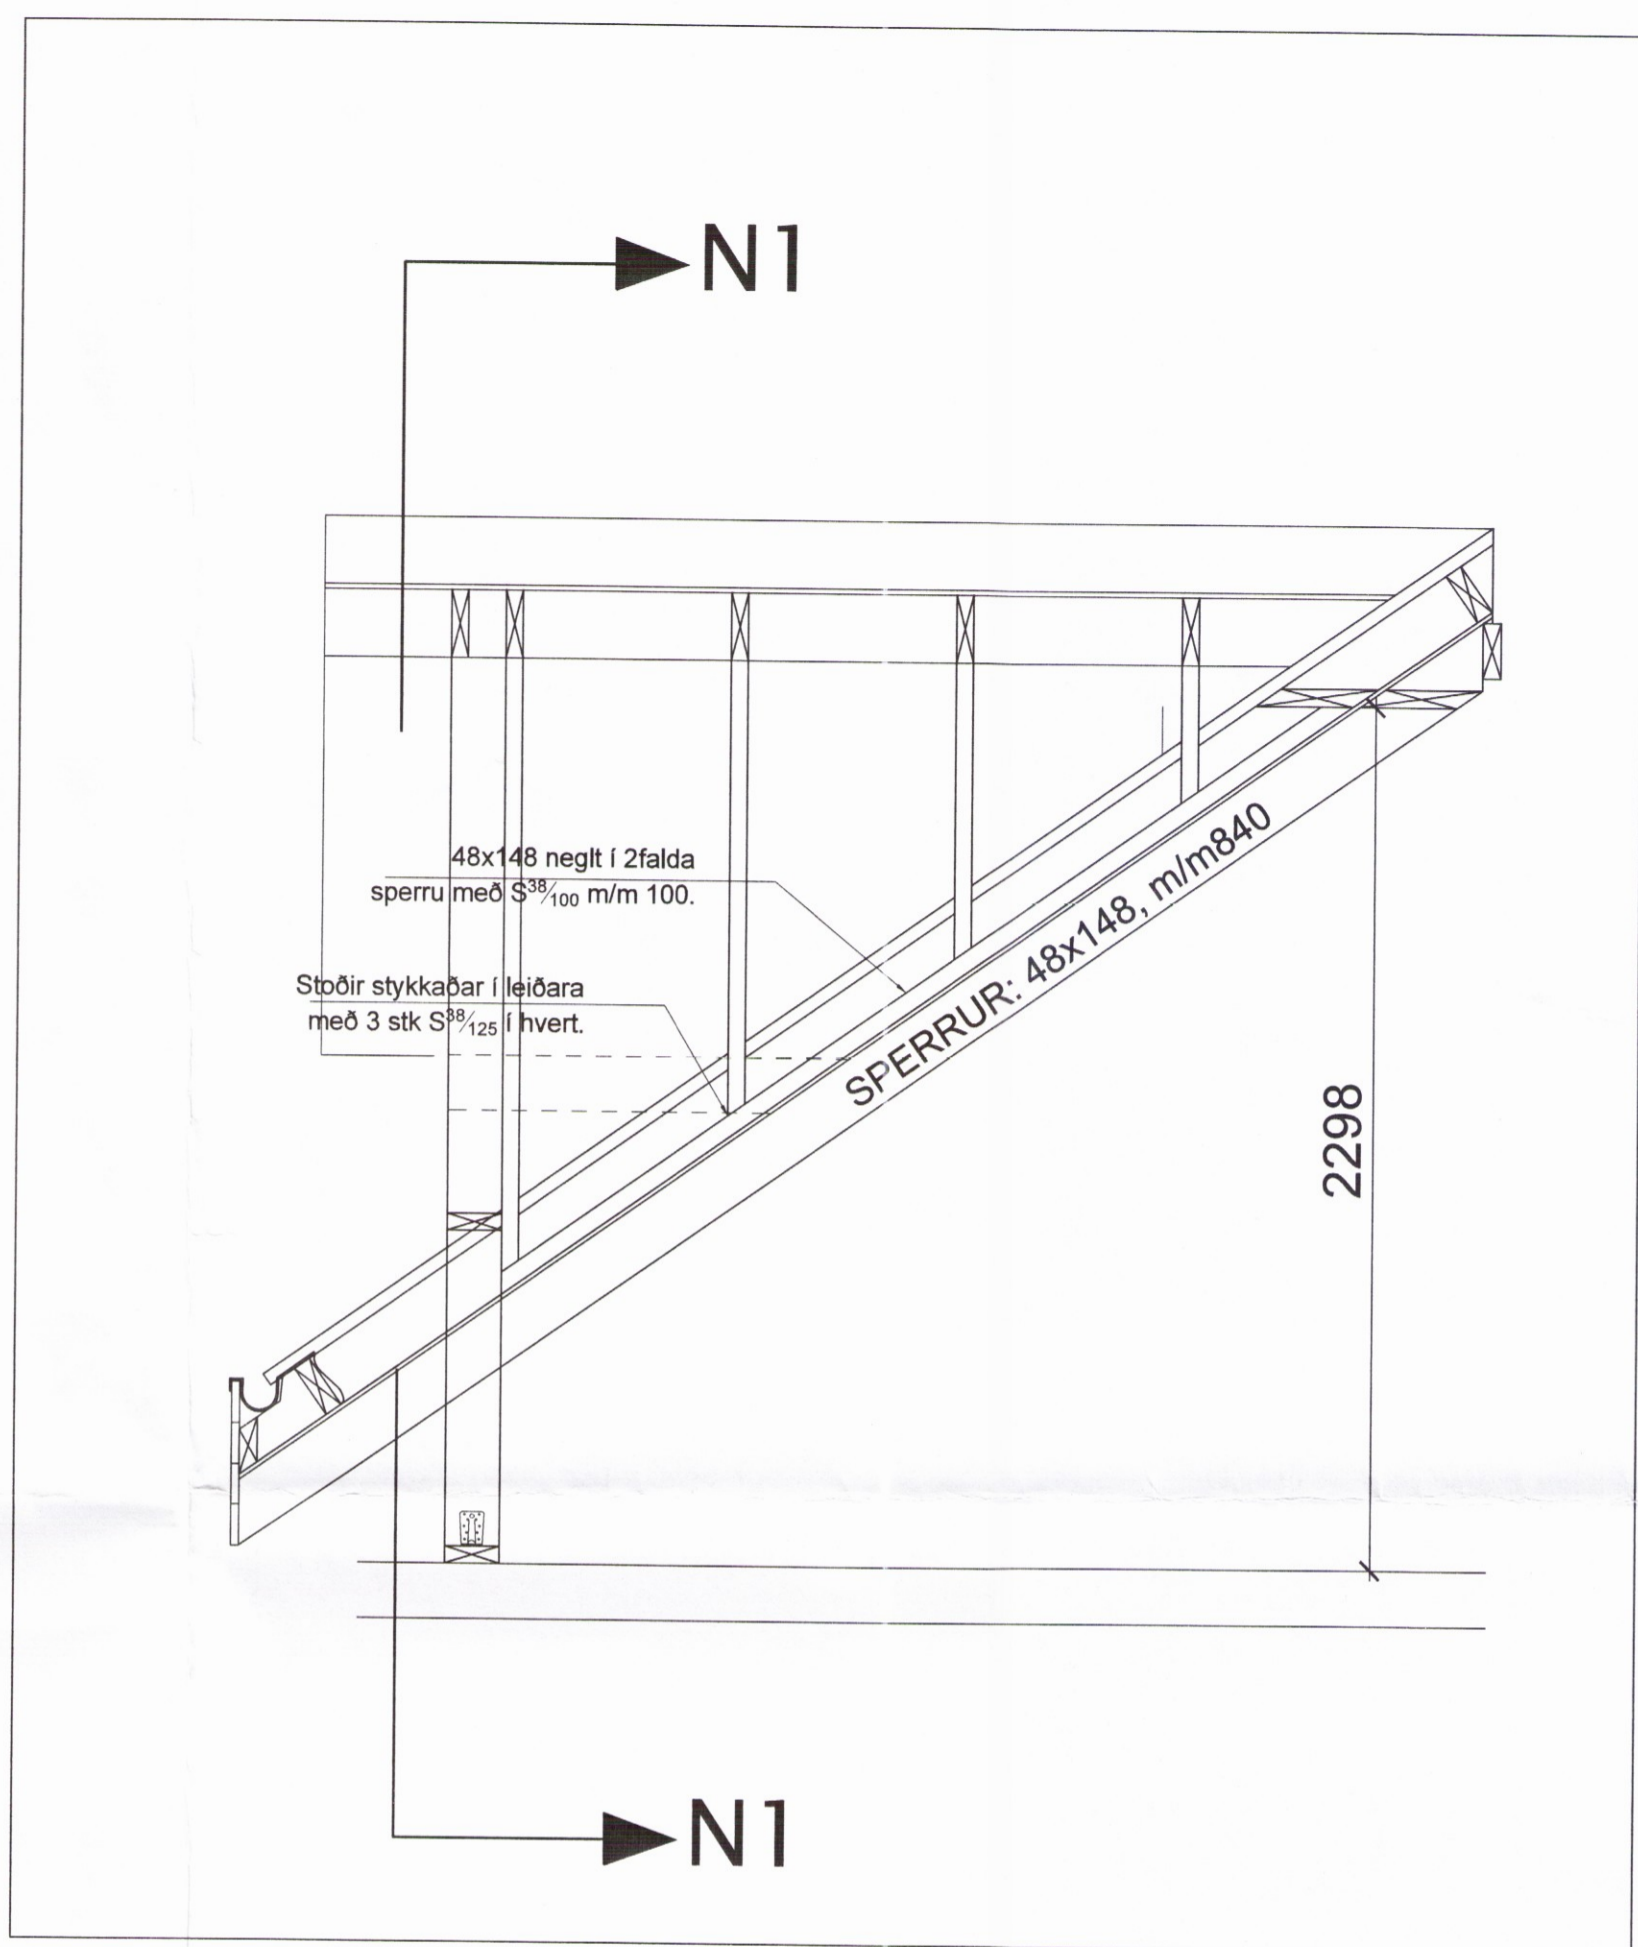 N1
48x148 neglt í 2falda
sperru með S³⁸⁄₁₀₀ m/m 100.
Stoðir stykkaðar í leiðara
með 3 stk S³⁸⁄₁₂₅ í hvert.
SPERRUR: 48x148, m/m840
2298
N1